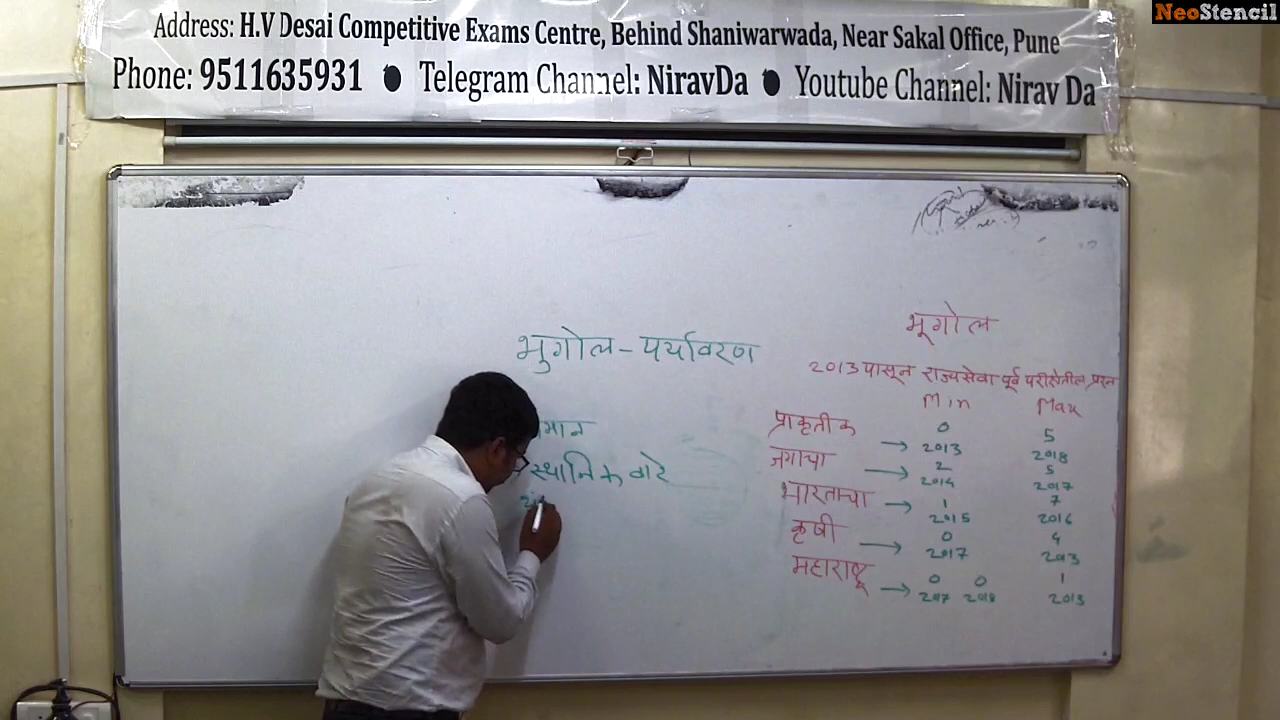 NeoStencil
Address: H.V Desai Competitive Exams Centre, Behind Shaniwarwada, Near Sakal Office, Pune
Phone: 9511635931 ● Telegram Channel: NiravDa ● Youtube Channel: Nirav Da
भुगोल - पर्यावरण
स्थानिक वारे
भूगोल
2013 पासून राज्यसेवा पूर्व परीक्षेतील प्रश्न
Min Max
प्राकृतीक → 0 5
2013 2018
जगाचा → 2 5
2014 2017
भारताचा → 1 7
2015 2016
कृषी → 0 4
2017 2013
महाराष्ट्र → 0 0 1
2017 2018 2013